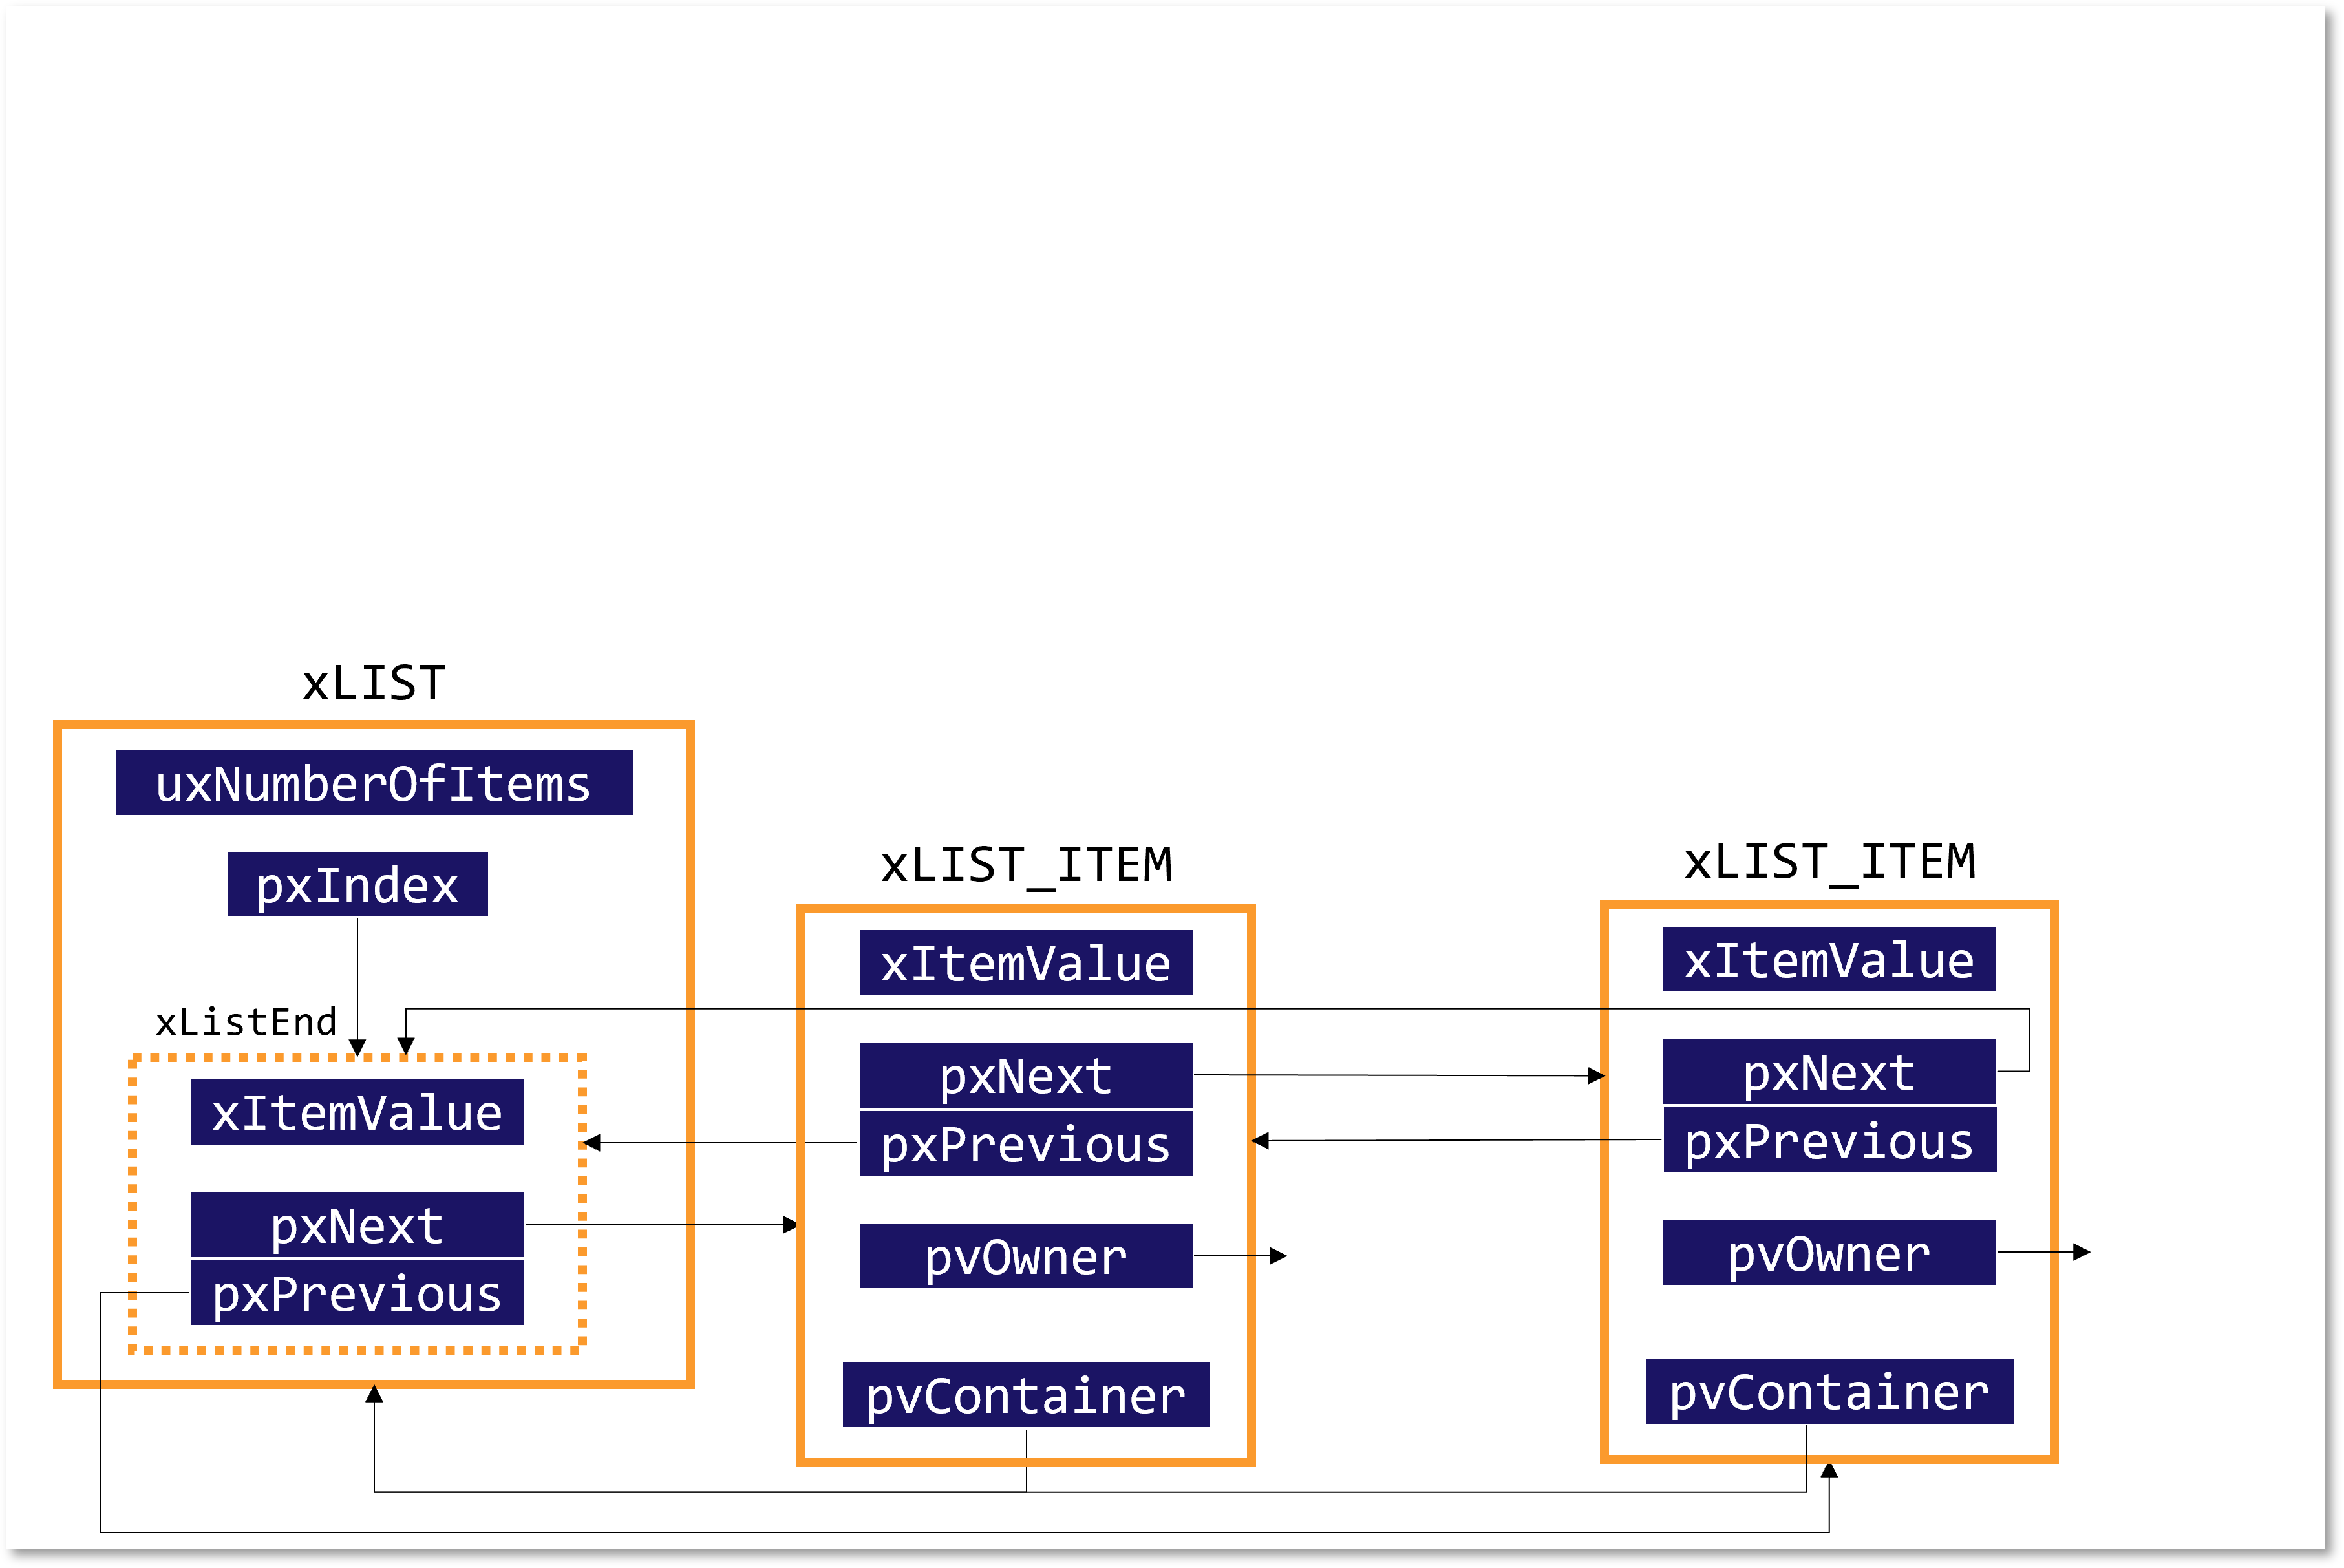 xLIST
uxNumberOfItems
pxIndex
xListEnd
xItemValue
pxNext
pxPrevious
xLIST_ITEM
xItemValue
pxNext
pxPrevious
pvOwner
pvContainer
xLIST_ITEM
xItemValue
pxNext
pxPrevious
pvOwner
pvContainer